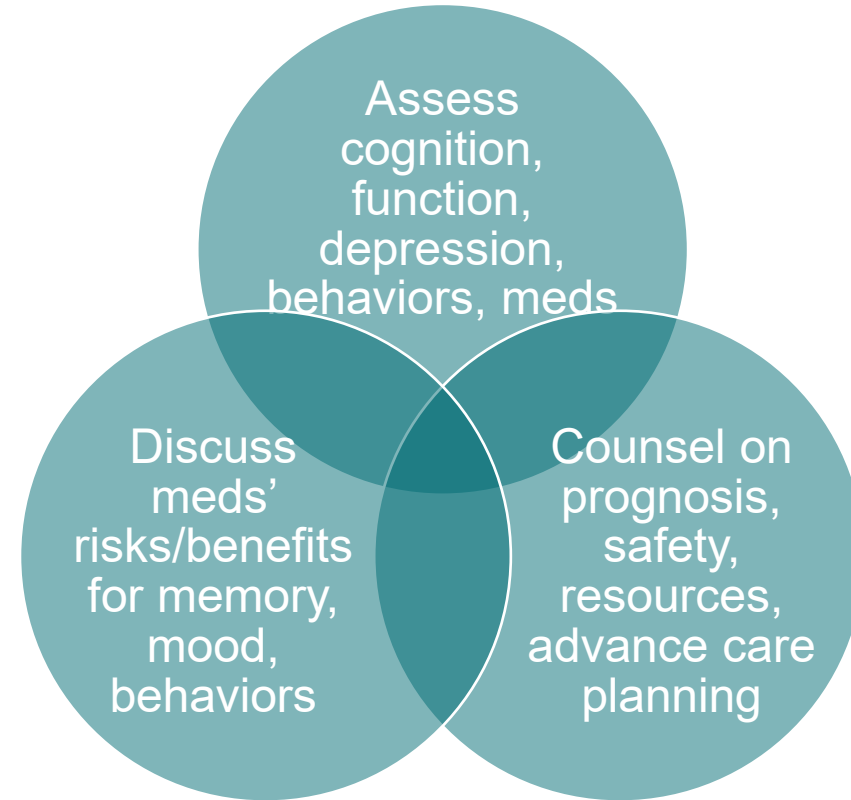 Assess
cognition,
function,
depression,
behaviors, meds
Discuss
meds’
risks/benefits
for memory,
mood,
behaviors
Counsel on
prognosis,
safety,
resources,
advance care
planning